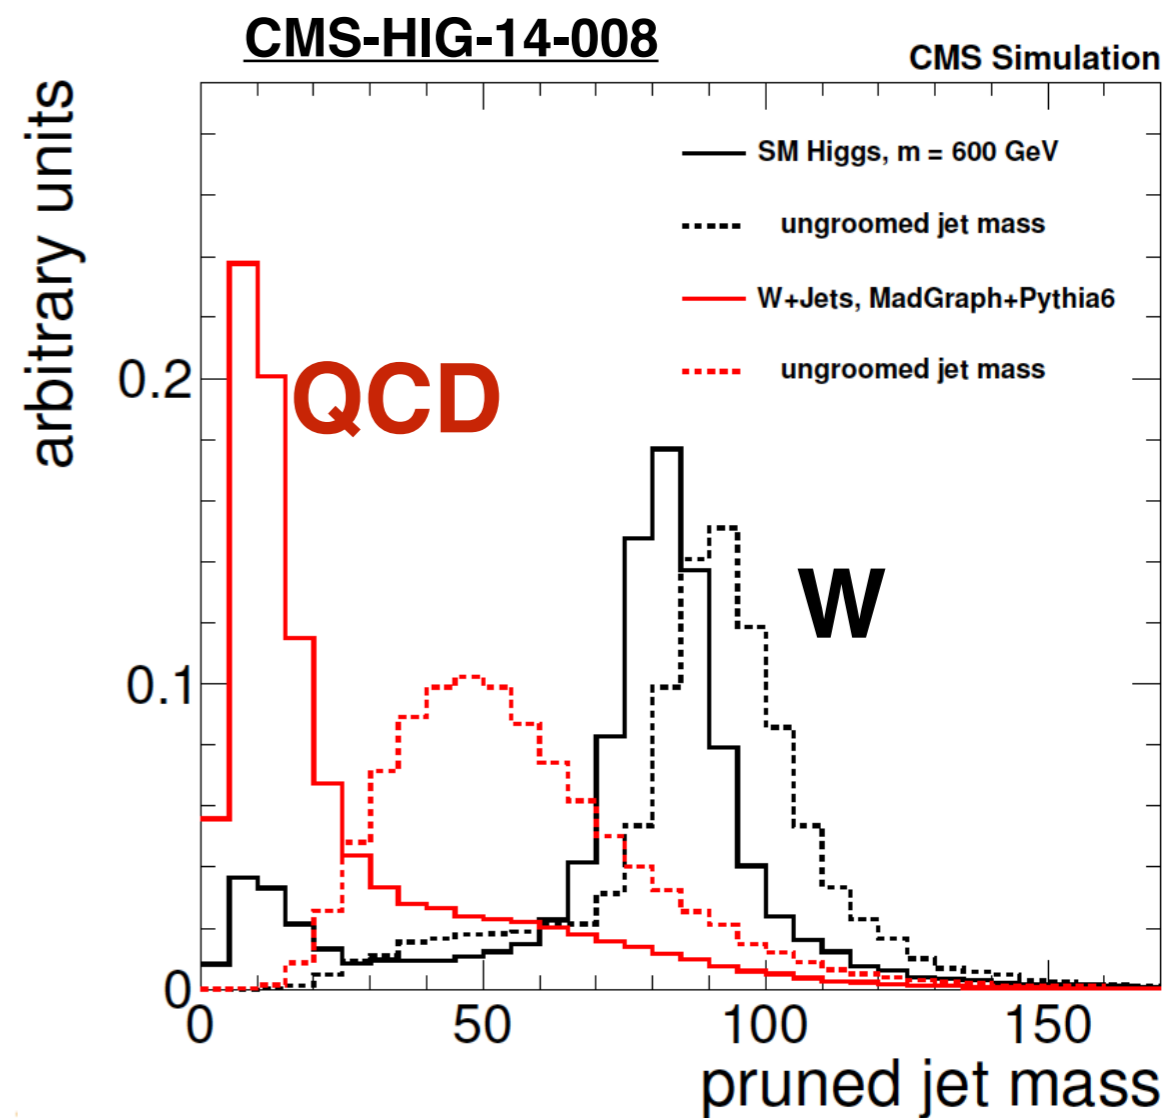 CMS-HIG-14-008
CMS Simulation
arbitrary units
SM Higgs, m = 600 GeV
ungroomed jet mass
W+Jets, MadGraph+Pythia6
ungroomed jet mass
QCD
W
0.2
0.1
0
0
50
100
150
pruned jet mass